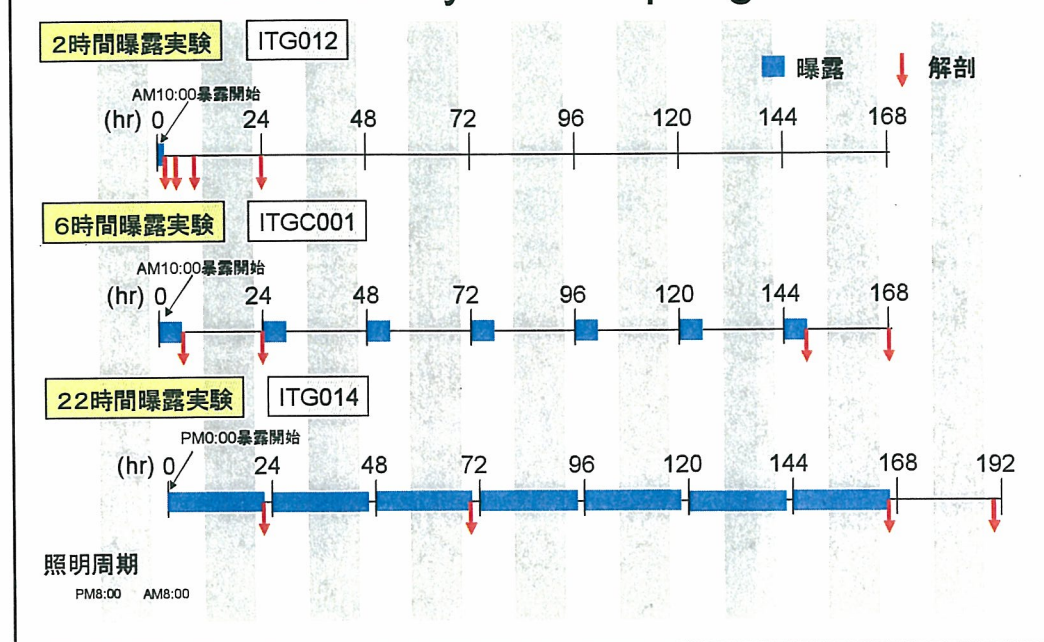 2時間曝露実験 ITG012
曝露 解剖
AM10:00暴露開始
(hr) 0 24 48 72 96 120 144 168
6時間曝露実験 ITGC001
AM10:00暴露開始
(hr) 0 24 48 72 96 120 144 168
22時間曝露実験 ITG014
PM0:00暴露開始
(hr) 0 24 48 72 96 120 144 168 192
照明周期
PM8:00 AM8:00